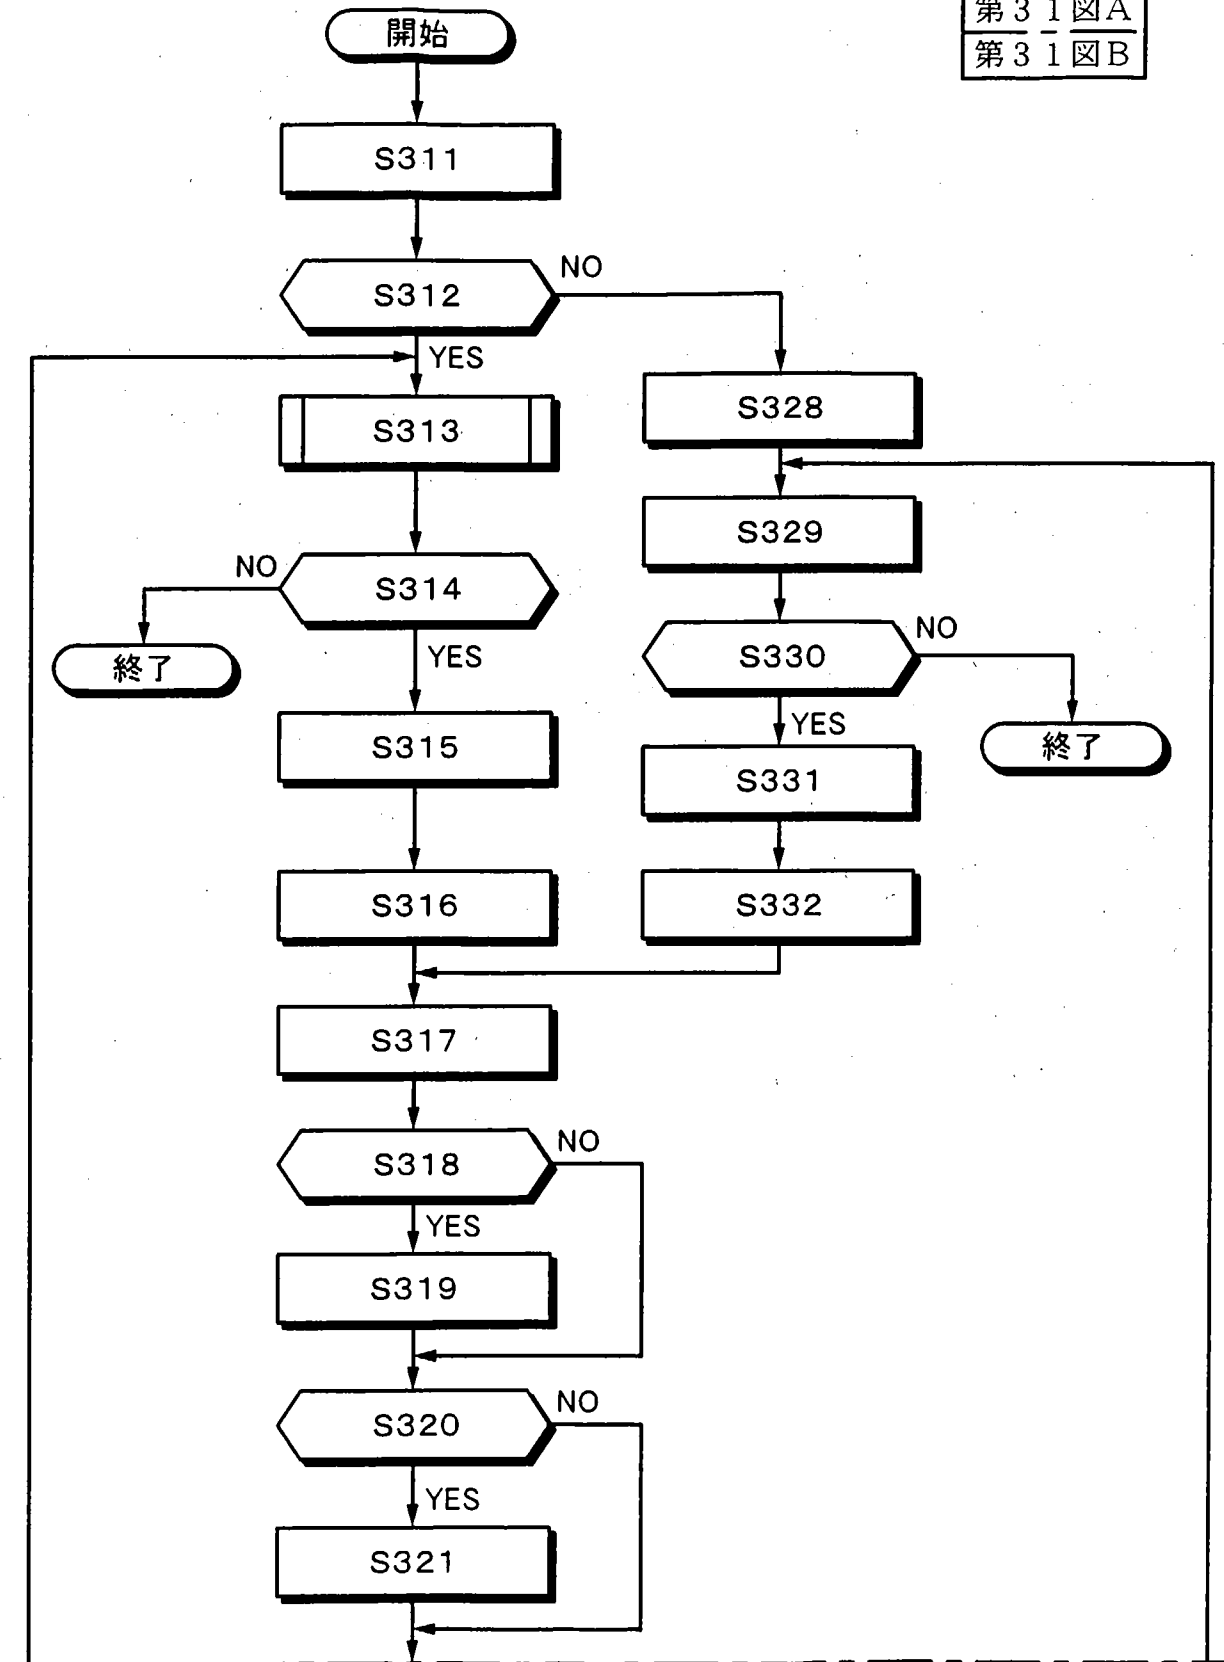 第31図A
第31図B
開始
S311
S312
NO
YES
S313
S328
S329
S314
NO
YES
終了
S330
NO
YES
終了
S315
S331
S316
S332
S317
S318
NO
YES
S319
S320
NO
YES
S321